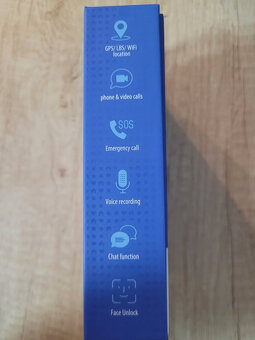 GPS/ LBS/ WiFi
location
phone & video calls
SOS
Emergency call
Voice recording
Chat function
Face Unlock